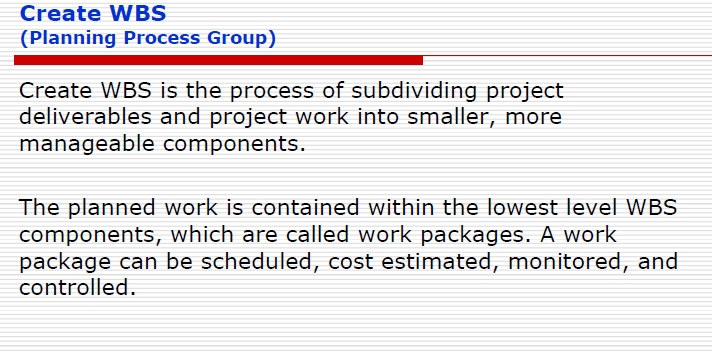 Create WBS
(Planning Process Group)
Create WBS is the process of subdividing project
deliverables and project work into smaller, more
manageable components.
The planned work is contained within the lowest level WBS
components, which are called work packages. A work
package can be scheduled, cost estimated, monitored, and
controlled.